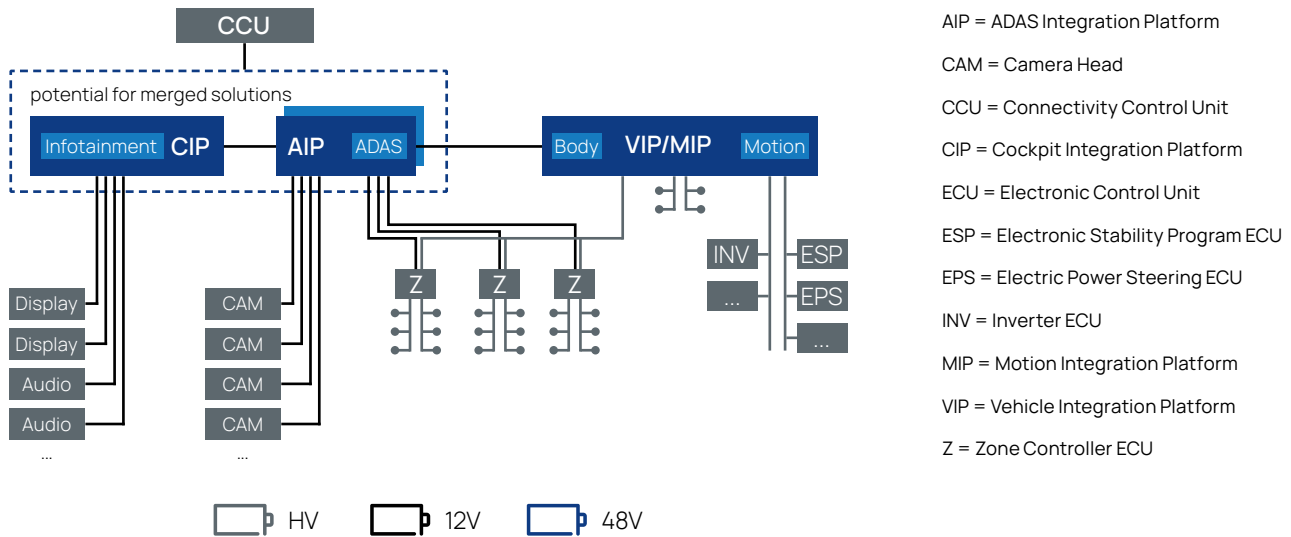 CCU
potential for merged solutions
Infotainment CIP
AIP ADAS
Body VIP/MIP Motion
INV
ESP
...
EPS
...
Z
Z
Z
Display
Display
Audio
Audio
...
CAM
CAM
CAM
CAM
...
HV
12V
48V
AIP = ADAS Integration Platform
CAM = Camera Head
CCU = Connectivity Control Unit
CIP = Cockpit Integration Platform
ECU = Electronic Control Unit
ESP = Electronic Stability Program ECU
EPS = Electric Power Steering ECU
INV = Inverter ECU
MIP = Motion Integration Platform
VIP = Vehicle Integration Platform
Z = Zone Controller ECU